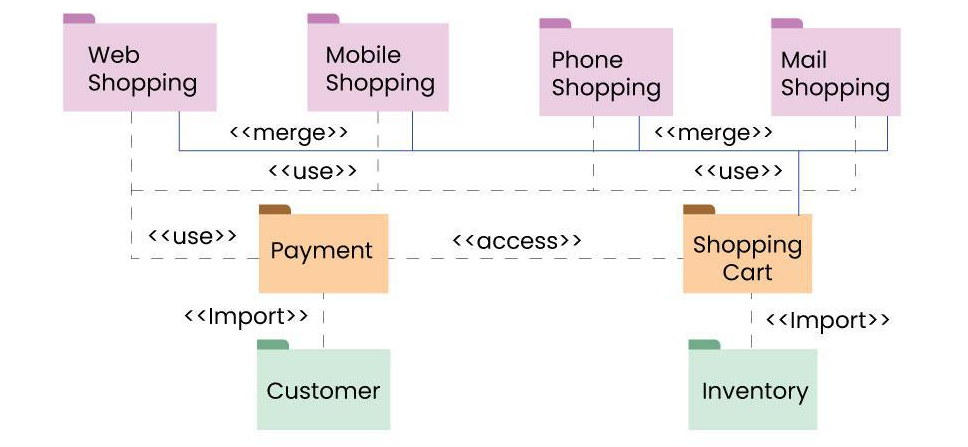 Web
Shopping
Mobile
Shopping
Phone
Shopping
Mail
Shopping
<<merge>>
<<merge>>
<<use>>
<<use>>
<<use>>
Payment
<<access>>
Shopping
Cart
<<Import>>
<<Import>>
Customer
Inventory